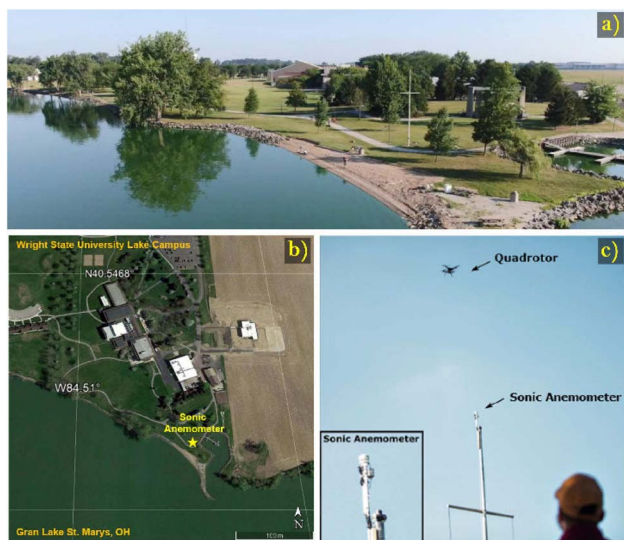 a)
Wright State University Lake Campus
b)
N40.5468°
W84.51°
Sonic
Anemometer
Gran Lake St. Marys, OH
100 m
N
c)
Quadrotor
Sonic Anemometer
Sonic Anemometer